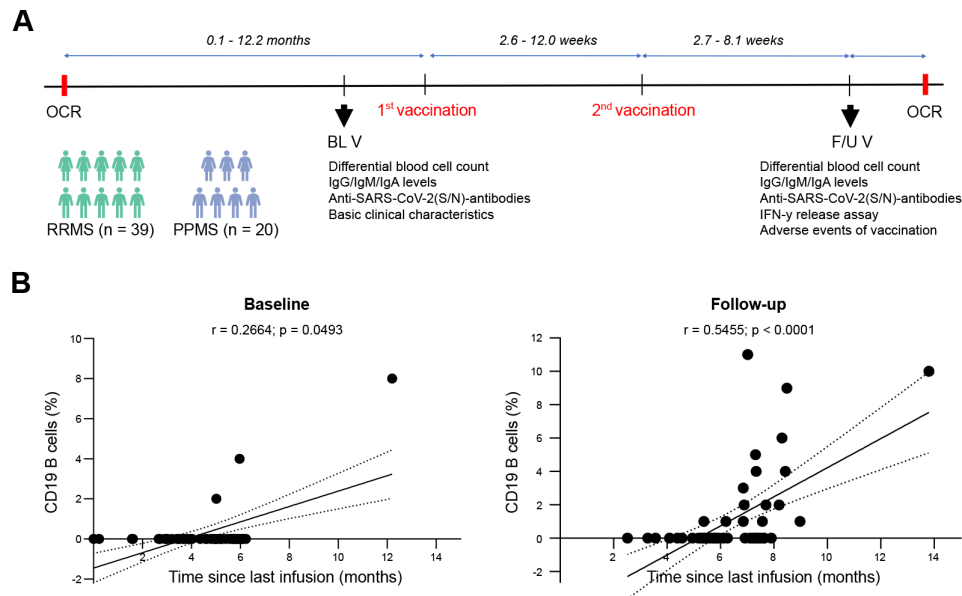 A
0.1 - 12.2 months
2.6 - 12.0 weeks
2.7 - 8.1 weeks
OCR
1st vaccination
2nd vaccination
OCR
BL V
F/U V
Differential blood cell count
IgG/IgM/IgA levels
Anti-SARS-CoV-2(S/N)-antibodies
Basic clinical characteristics
Differential blood cell count
IgG/IgM/IgA levels
Anti-SARS-CoV-2(S/N)-antibodies
IFN-y release assay
Adverse events of vaccination
RRMS (n = 39)
PPMS (n = 20)
B
Baseline
r = 0.2664; p = 0.0493
CD19 B cells (%)
10
8
6
4
2
0
-2
2
4
6
8
10
12
14
Time since last infusion (months)
Follow-up
r = 0.5455; p < 0.0001
CD19 B cells (%)
12
10
8
6
4
2
0
-2
2
4
6
8
10
12
14
Time since last infusion (months)